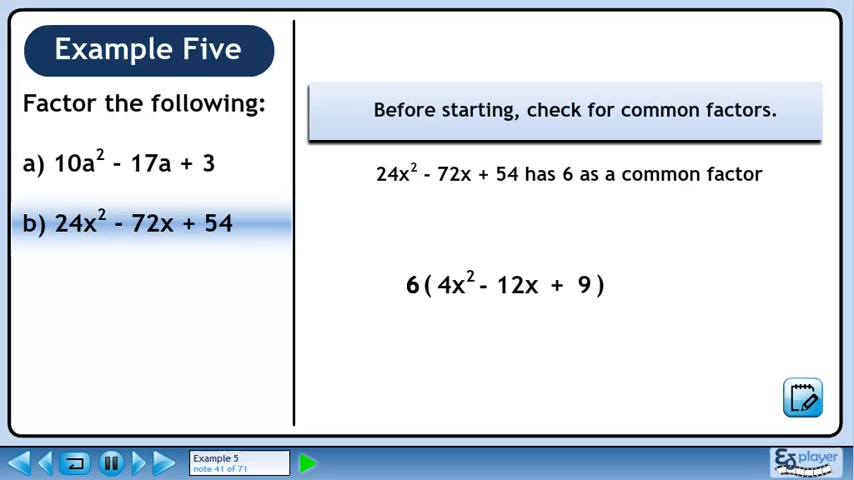 Example Five
Factor the following:
a) 10a² - 17a + 3
b) 24x² - 72x + 54
Before starting, check for common factors.
24x² - 72x + 54 has 6 as a common factor
6 ( 4x² - 12x + 9 )
Example 5
note 41 of 71
player